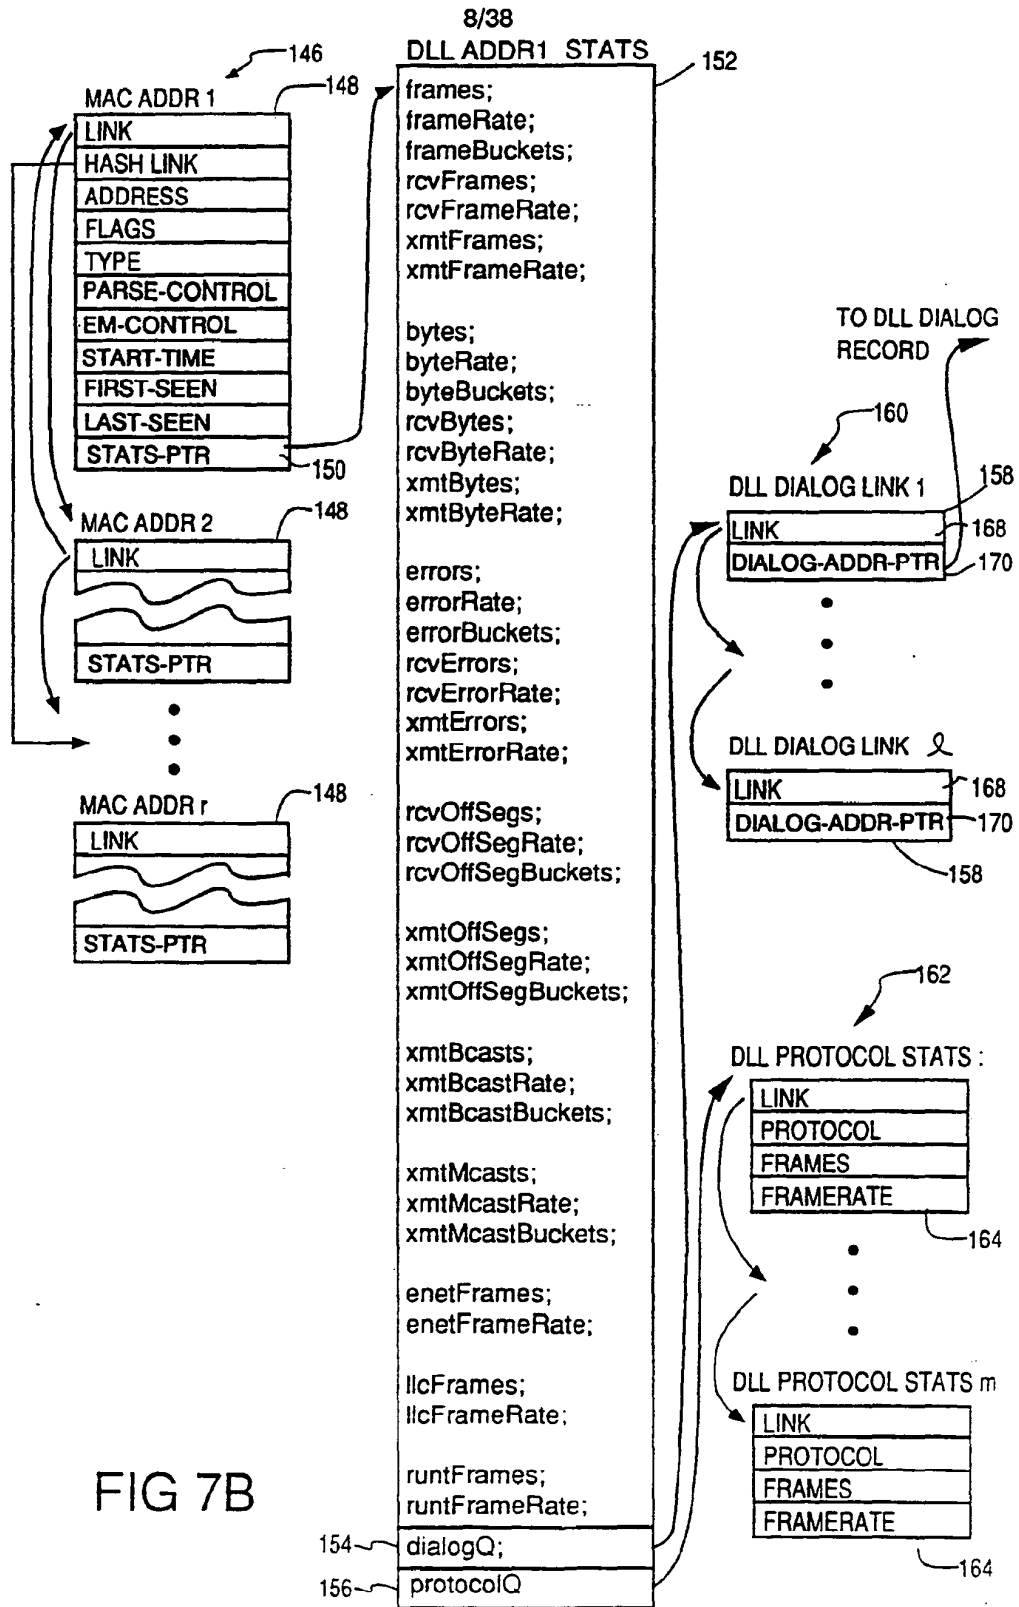 8/38
DLL ADDR1 STATS
152
frames;
frameRate;
frameBuckets;
rcvFrames;
rcvFrameRate;
xmtFrames;
xmtFrameRate;
bytes;
byteRate;
byteBuckets;
rcvBytes;
rcvByteRate;
xmtBytes;
xmtByteRate;
errors;
errorRate;
errorBuckets;
rcvErrors;
rcvErrorRate;
xmtErrors;
xmtErrorRate;
rcvOffSegs;
rcvOffSegRate;
rcvOffSegBuckets;
xmtOffSegs;
xmtOffSegRate;
xmtOffSegBuckets;
xmtBcasts;
xmtBcastRate;
xmtBcastBuckets;
xmtMcasts;
xmtMcastRate;
xmtMcastBuckets;
enetFrames;
enetFrameRate;
llcFrames;
llcFrameRate;
runtFrames;
runtFrameRate;
154
dialogQ;
156
protocolQ
146
MAC ADDR 1
148
LINK
HASH LINK
ADDRESS
FLAGS
TYPE
PARSE-CONTROL
EM-CONTROL
START-TIME
FIRST-SEEN
LAST-SEEN
STATS-PTR
150
MAC ADDR 2
148
LINK
STATS-PTR
MAC ADDR r
148
LINK
STATS-PTR
TO DLL DIALOG
RECORD
160
DLL DIALOG LINK 1
158
LINK
168
DIALOG-ADDR-PTR
170
DLL DIALOG LINK ℓ
LINK
168
DIALOG-ADDR-PTR
170
158
162
DLL PROTOCOL STATS :
LINK
PROTOCOL
FRAMES
FRAMERATE
164
DLL PROTOCOL STATS m
LINK
PROTOCOL
FRAMES
FRAMERATE
164
FIG 7B